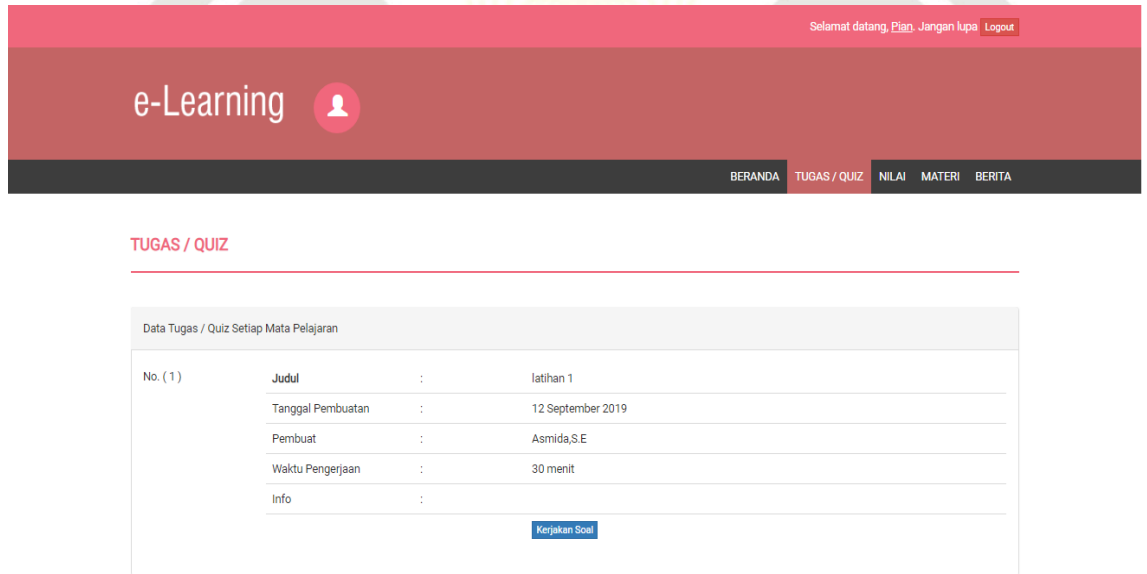 Selamat datang, Pian. Jangan lupa Logout
e-Learning
BERANDA TUGAS / QUIZ NILAI MATERI BERITA
TUGAS / QUIZ
Data Tugas / Quiz Setiap Mata Pelajaran
No. ( 1 ) Judul : latihan 1
Tanggal Pembuatan : 12 September 2019
Pembuat : Asmida,S.E
Waktu Pengerjaan : 30 menit
Info :
Kerjakan Soal